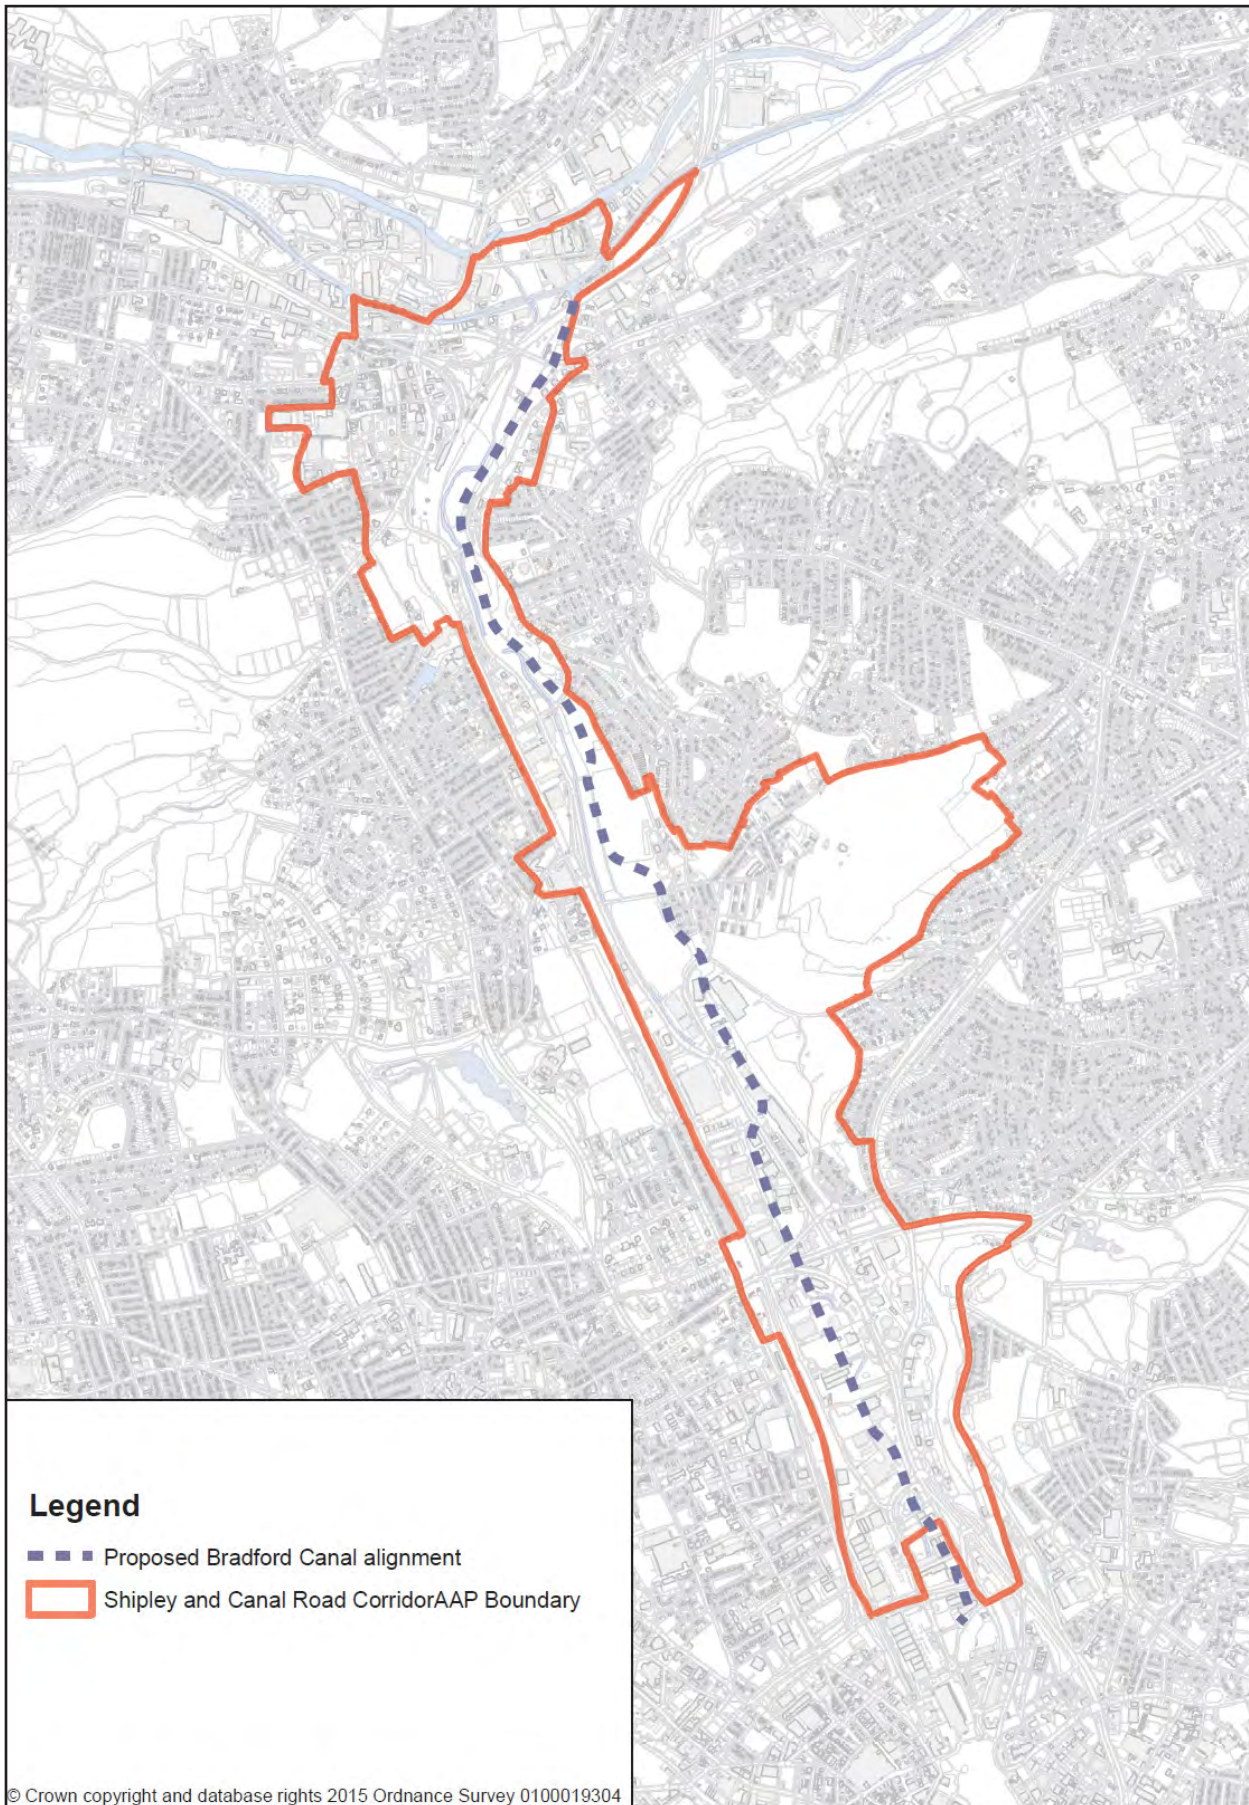 Legend
Proposed Bradford Canal alignment
Shipley and Canal Road CorridorAAP Boundary
© Crown copyright and database rights 2015 Ordnance Survey 0100019304